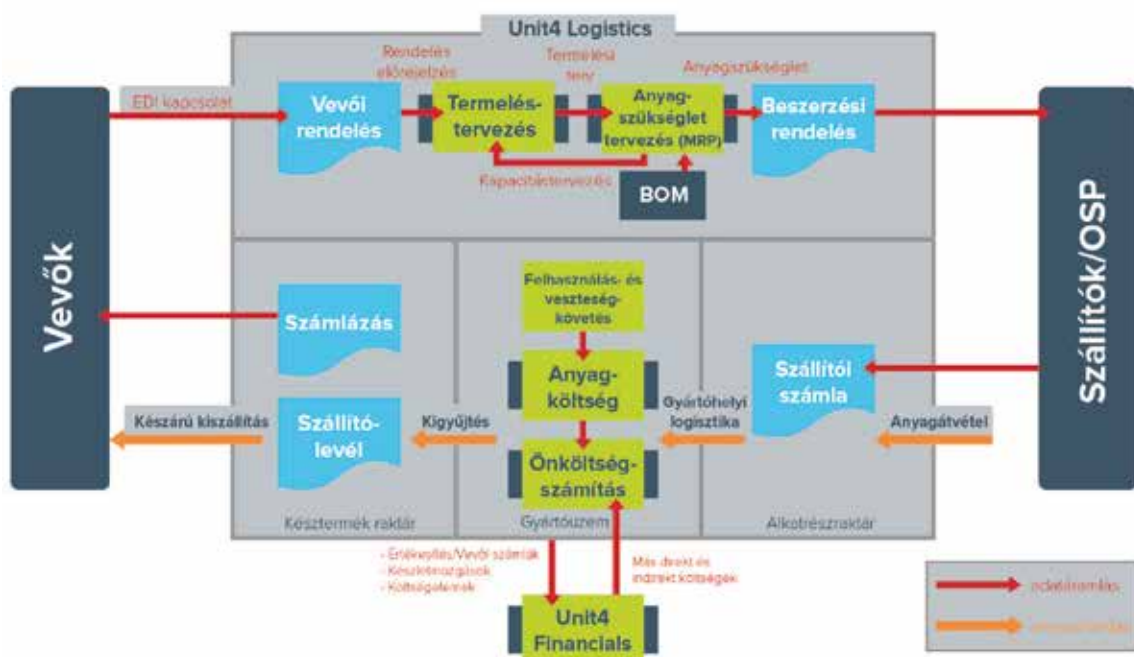 Unit4 Logistics
Rendelés
előrejelzés
Termelési
terv
Anyagszükséglet
EDI kapcsolat
Vevői
rendelés
Termelés-
tervezés
Anyag-
szükséglet
tervezés (MRP)
Beszerzési
rendelés
Kapacitástervezés
BOM
Vevők
Szállítók/OSP
Számlázás
Felhasználás- és
veszteség-
követés
Anyag-
költség
Szállítói
számla
Készárú kiszállítás
Szállító-
levél
Kigyűjtés
Gyártóhelyi
logisztika
Anyagátvétel
Önköltség-
számítás
Késztermék raktár
Gyártóüzem
Alkatrészraktár
- Értékesítés/Vevői számlák
- Készletmozgások
- Költségelemek
Más direkt és
indirekt költségek
Unit4
Financials
adatáramlás